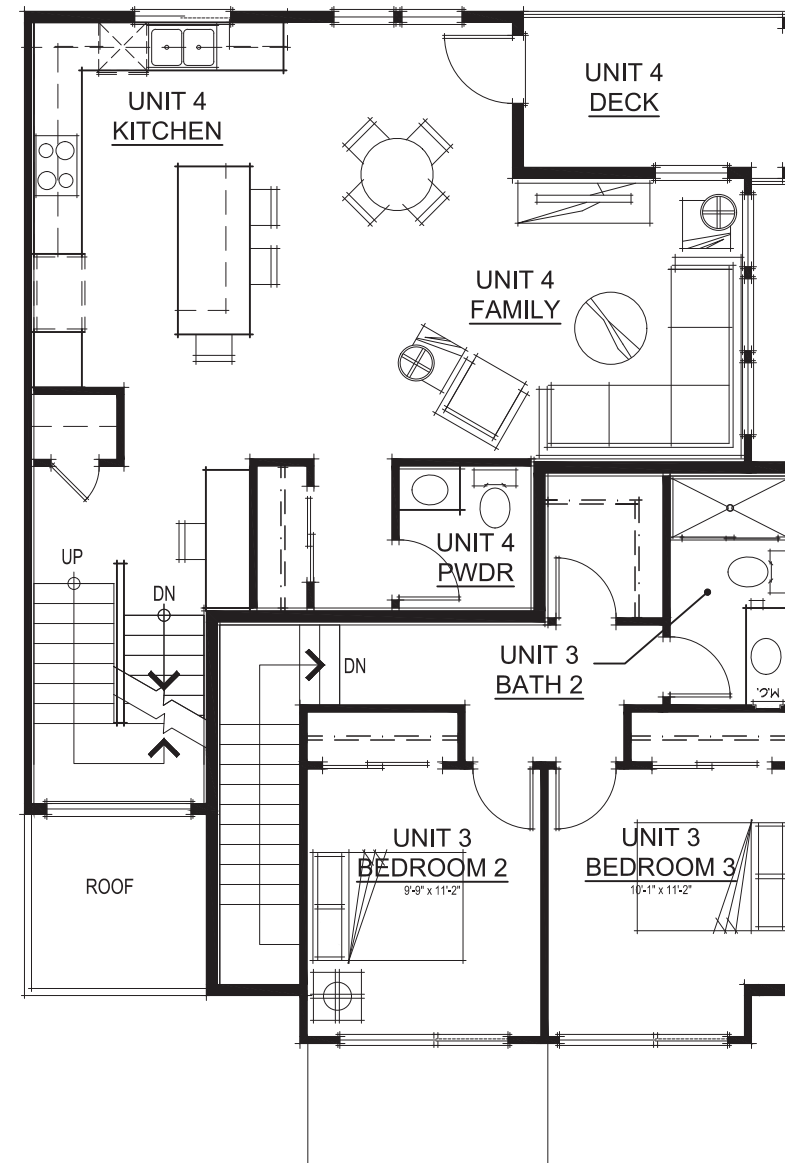 UNIT 4
DECK
UNIT 4
KITCHEN
UNIT 4
FAMILY
UNIT 4
PWDR
UP
DN
UNIT 3
BATH 2
DN
M.C.
UNIT 3
BEDROOM 2
9'-9" x 11'-2"
UNIT 3
BEDROOM 3
10'-1" x 11'-2"
ROOF